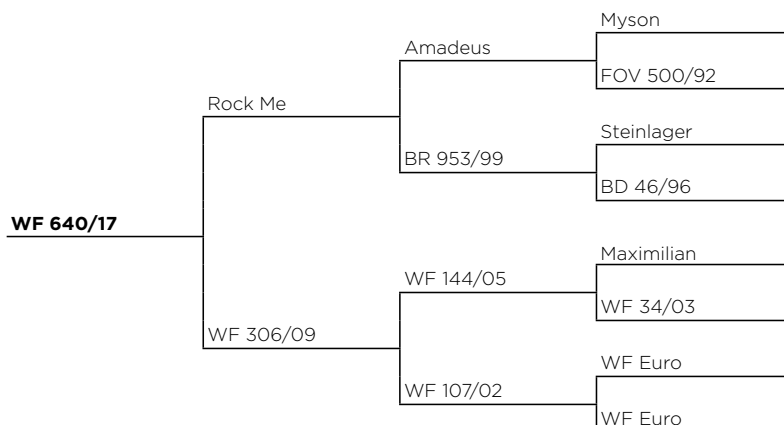 Myson
Amadeus
FOV 500/92
Rock Me
Steinlager
BR 953/99
BD 46/96
WF 640/17
Maximilian
WF 144/05
WF 34/03
WF 306/09
WF Euro
WF 107/02
WF Euro